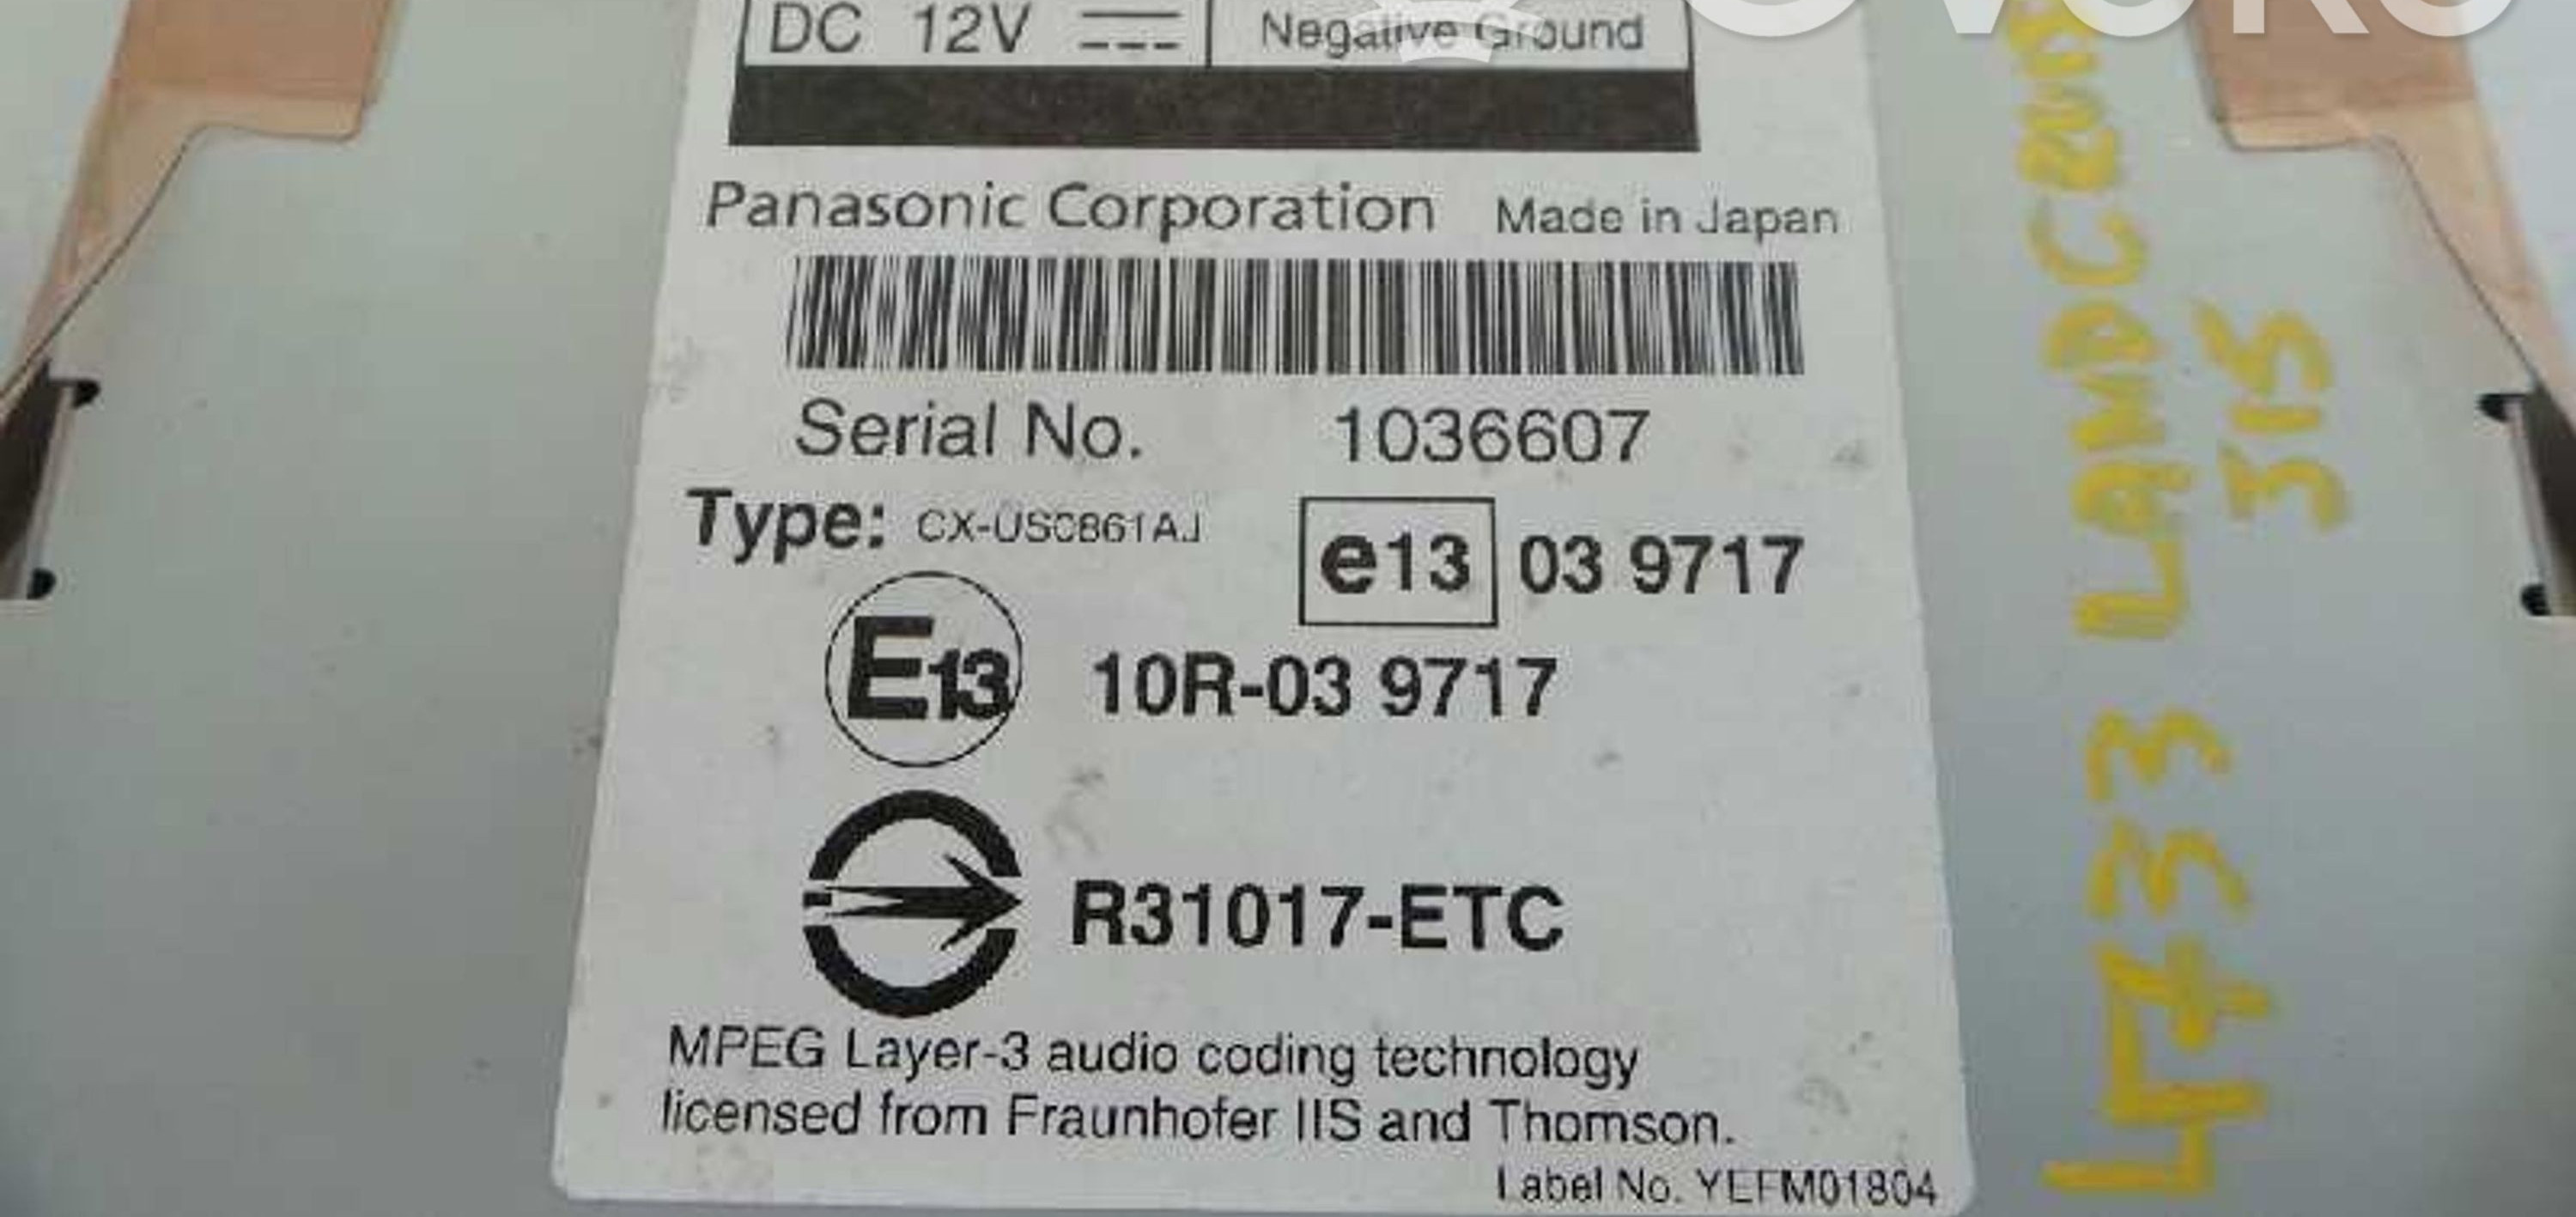 DC 12V
Negative Ground
Panasonic Corporation Made in Japan
Serial No. 1036607
Type: CX-US0861AJ
e13 03 9717
E13 10R-03 9717
R31017-ETC
MPEG Layer-3 audio coding technology
licensed from Fraunhofer IIS and Thomson.
Label No. YEFM01804
315